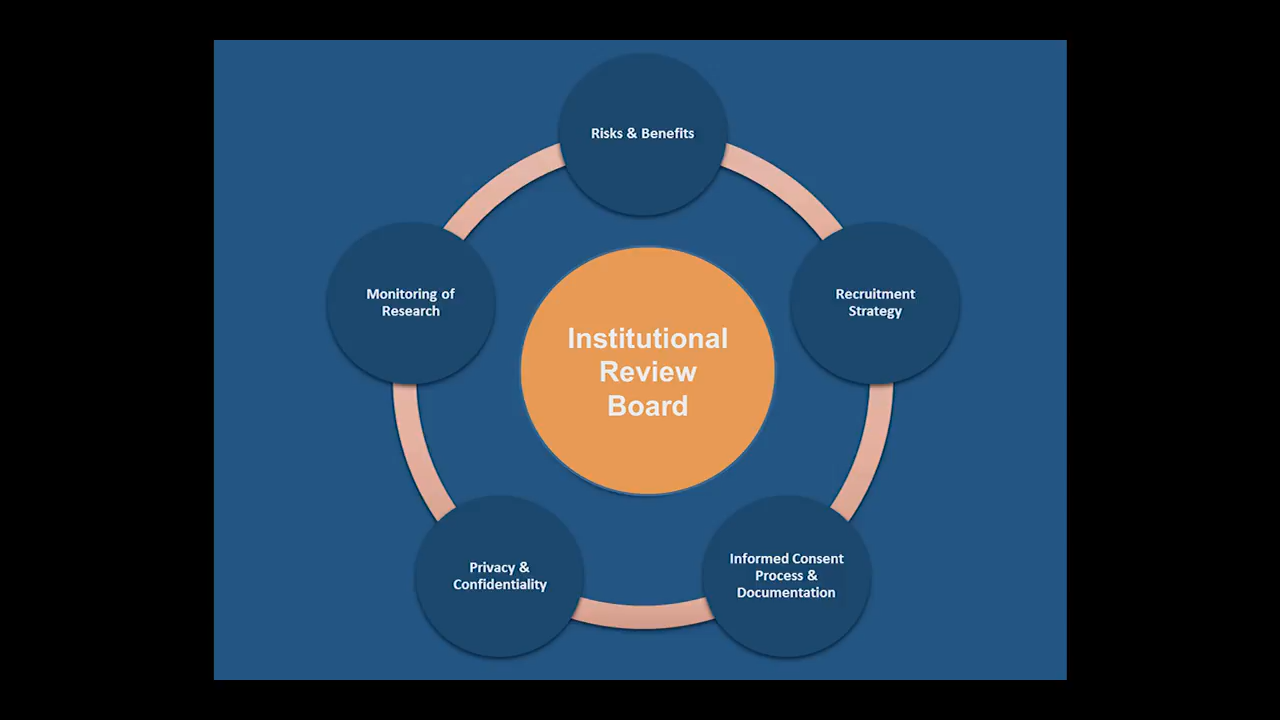 Risks & Benefits
Monitoring of
Research
Recruitment
Strategy
Institutional
Review
Board
Privacy &
Confidentiality
Informed Consent
Process &
Documentation